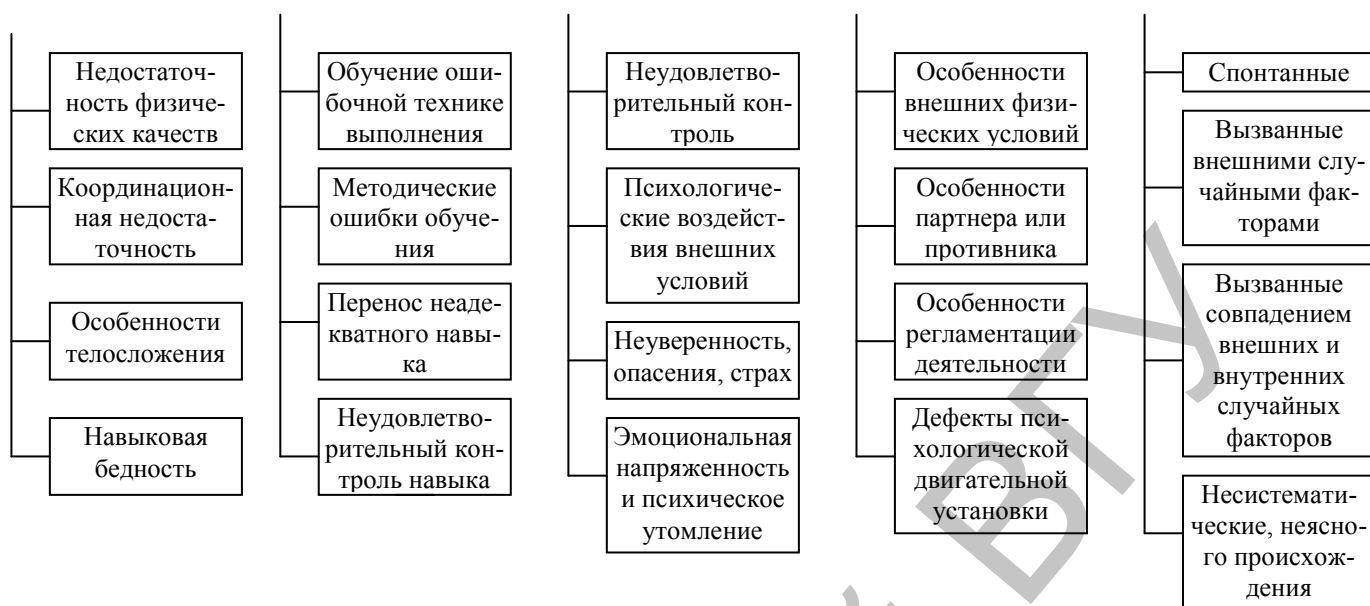 Недостаточ-
ность физиче-
ских качеств
Координацион-
ная недоста-
точность
Особенности
телосложения
Навыковая
бедность
Обучение оши-
бочной технике
выполнения
Методические
ошибки обуче-
ния
Перенос неаде-
кватного навы-
ка
Неудовлетво-
рительный кон-
троль навыка
Неудовлетво-
рительный кон-
троль
Психологиче-
ские воздейст-
вия внешних
условий
Неуверенность,
опасения, страх
Эмоциональная
напряженность
и психическое
утомление
Особенности
внешних физи-
ческих условий
Особенности
партнера или
противника
Особенности
регламентации
деятельности
Дефекты пси-
хологической
двигательной
установки
Спонтанные
Вызванные
внешними слу-
чайными фак-
торами
Вызванные
совпадением
внешних и
внутренних
случайных
факторов
Несистемати-
ческие, неясно-
го происхож-
дения
ВГУ